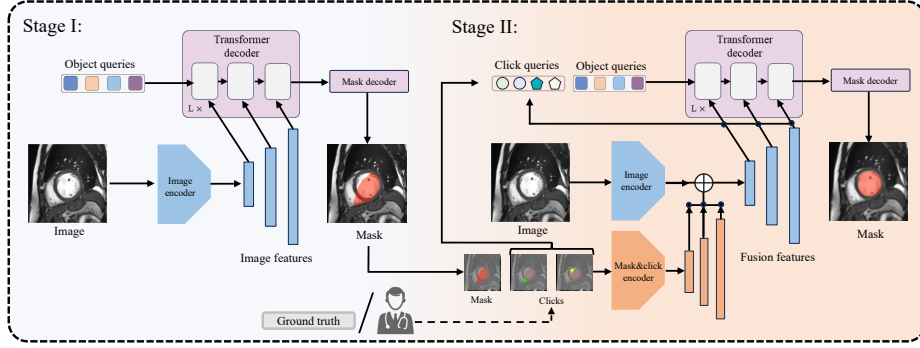 Stage I:
Transformer
decoder
Object queries
L ×
Mask decoder
Image
encoder
Image
Image features
Mask
Ground truth
Stage II:
Transformer
decoder
Click queries
Object queries
L ×
Mask decoder
Image
encoder
Image
Mask&click
encoder
Mask
Clicks
Fusion features
Mask